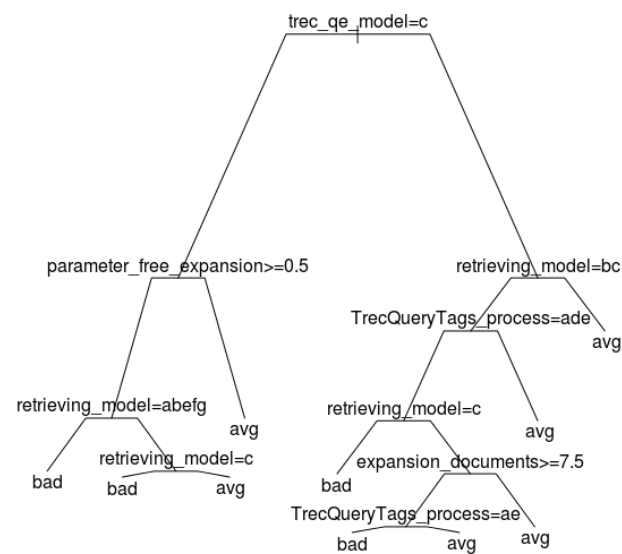 trec_qe_model=c
parameter_free_expansion>=0.5
retrieving_model=bc
TrecQueryTags_process=ade
avg
retrieving_model=abefg
retrieving_model=c
avg
avg
bad
retrieving_model=c
bad
avg
bad
expansion_documents>=7.5
TrecQueryTags_process=ae
avg
bad
avg